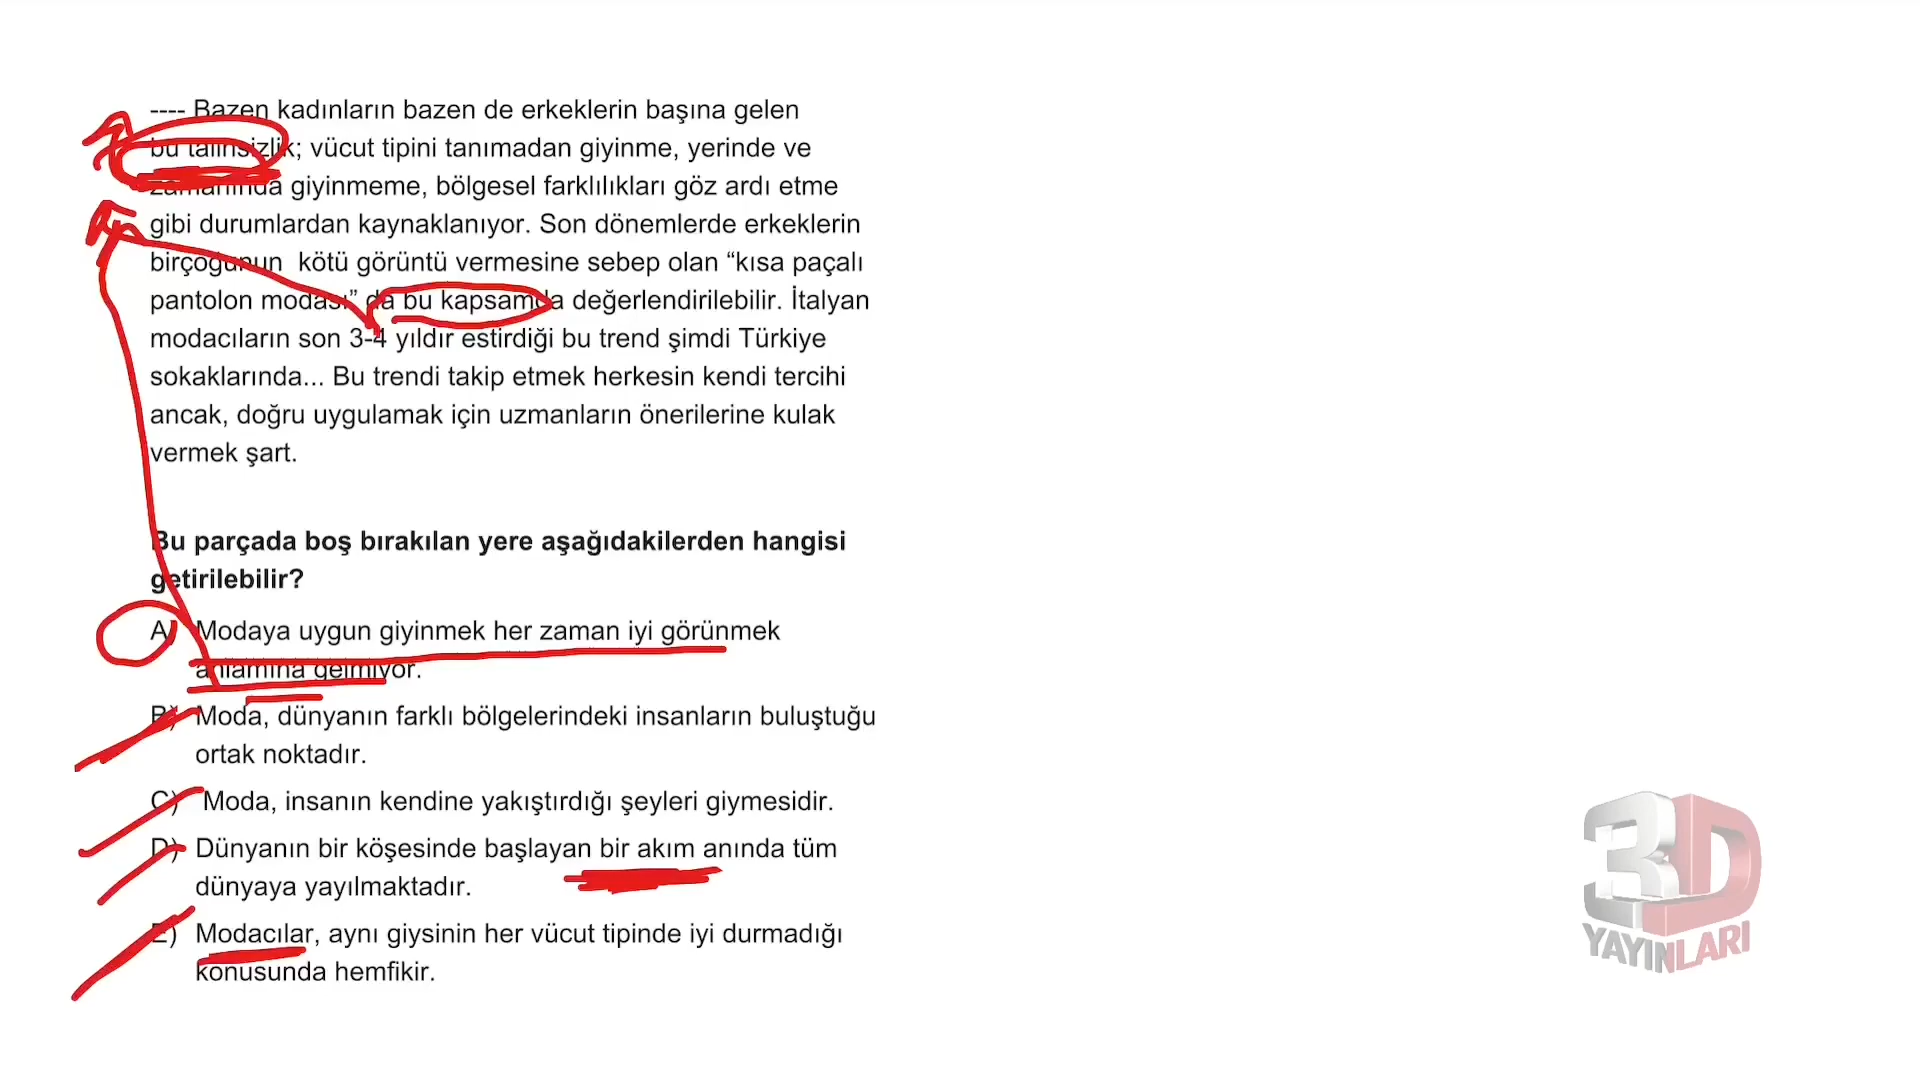 ---- Bazen kadınların bazen de erkeklerin başına gelen
bu talihsizlik; vücut tipini tanımadan giyinme, yerinde ve
zamanında giyinmeme, bölgesel farklılıkları göz ardı etme
gibi durumlardan kaynaklanıyor. Son dönemlerde erkeklerin
birçoğunun kötü görüntü vermesine sebep olan “kısa paçalı
pantolon modası” da bu kapsamda değerlendirilebilir. İtalyan
modacıların son 3-4 yıldır estirdiği bu trend şimdi Türkiye
sokaklarında... Bu trendi takip etmek herkesin kendi tercihi
ancak, doğru uygulamak için uzmanların önerilerine kulak
vermek şart.
Bu parçada boş bırakılan yere aşağıdakilerden hangisi
getirilebilir?
A) Modaya uygun giyinmek her zaman iyi görünmek
anlamına gelmiyor.
B) Moda, dünyanın farklı bölgelerindeki insanların buluştuğu
ortak noktadır.
C) Moda, insanın kendine yakıştırdığı şeyleri giymesidir.
D) Dünyanın bir köşesinde başlayan bir akım anında tüm
dünyaya yayılmaktadır.
E) Modacılar, aynı giysinin her vücut tipinde iyi durmadığı
konusunda hemfikir.
3D
YAYINLARI